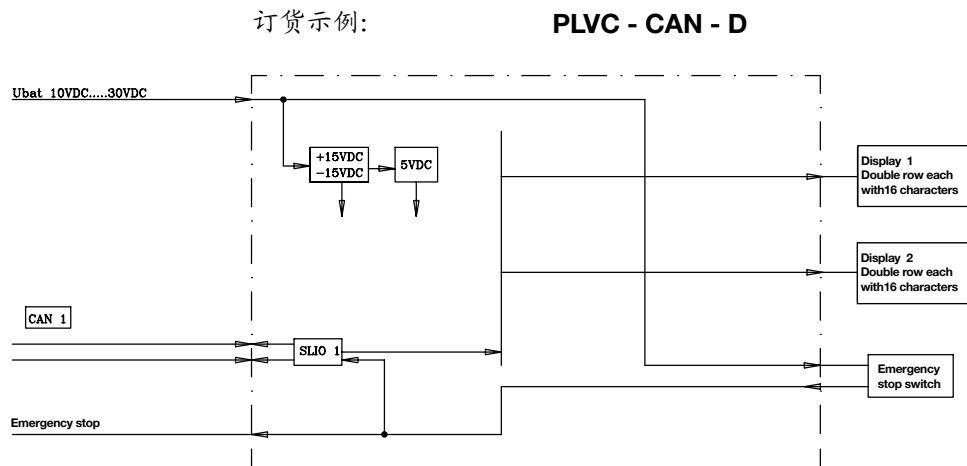 订货示例: PLVC - CAN - D
Ubat 10VDC.....30VDC
+15VDC
-15VDC
5VDC
Display 1
Double row each
with16 characters
Display 2
Double row each
with16 characters
CAN 1
SLIO 1
Emergency
stop switch
Emergency stop